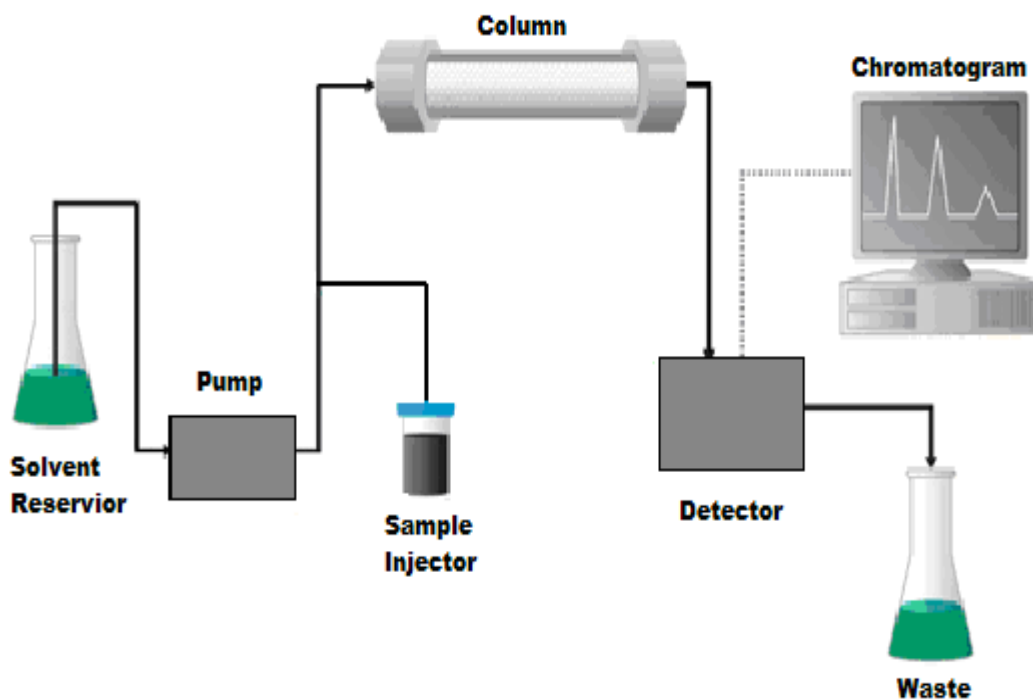 Column
Chromatogram
Pump
Solvent
Reservior
Sample
Injector
Detector
Waste